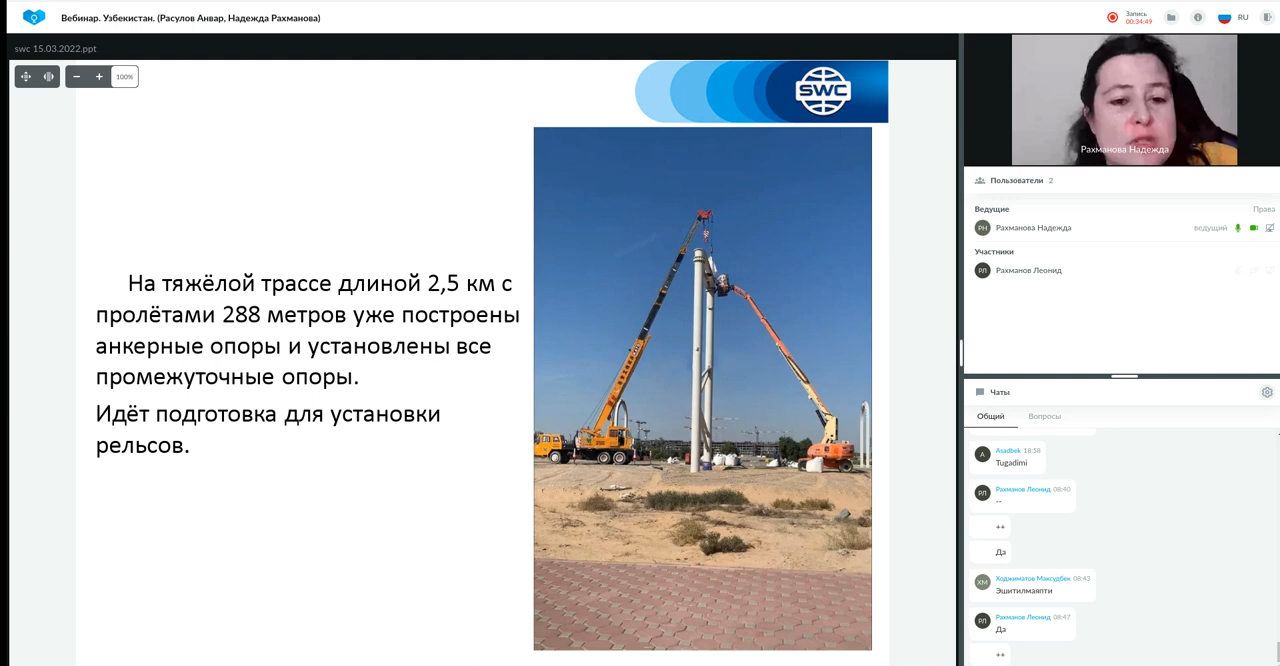 Вебинар. Узбекистан. (Расулов Анвар, Надежда Рахманова)
Запись
00:34:49
RU
swc 15.03.2022.ppt
100%
SWC
На тяжёлой трассе длиной 2,5 км с
пролётами 288 метров уже построены
анкерные опоры и установлены все
промежуточные опоры.
Идёт подготовка для установки
рельсов.
Рахманова Надежда
Пользователи 2
Ведущие
Права
РН Рахманова Надежда ведущий
Участники
РЛ Рахманов Леонид
Чаты
Общий Вопросы
A Asadbek 18:58
Tugadimi
РЛ Рахманов Леонид 08:40
--
++
Да
ХМ Ходжиматов Максудбек 08:43
Эшитилмаяпти
РЛ Рахманов Леонид 08:47
Да
++